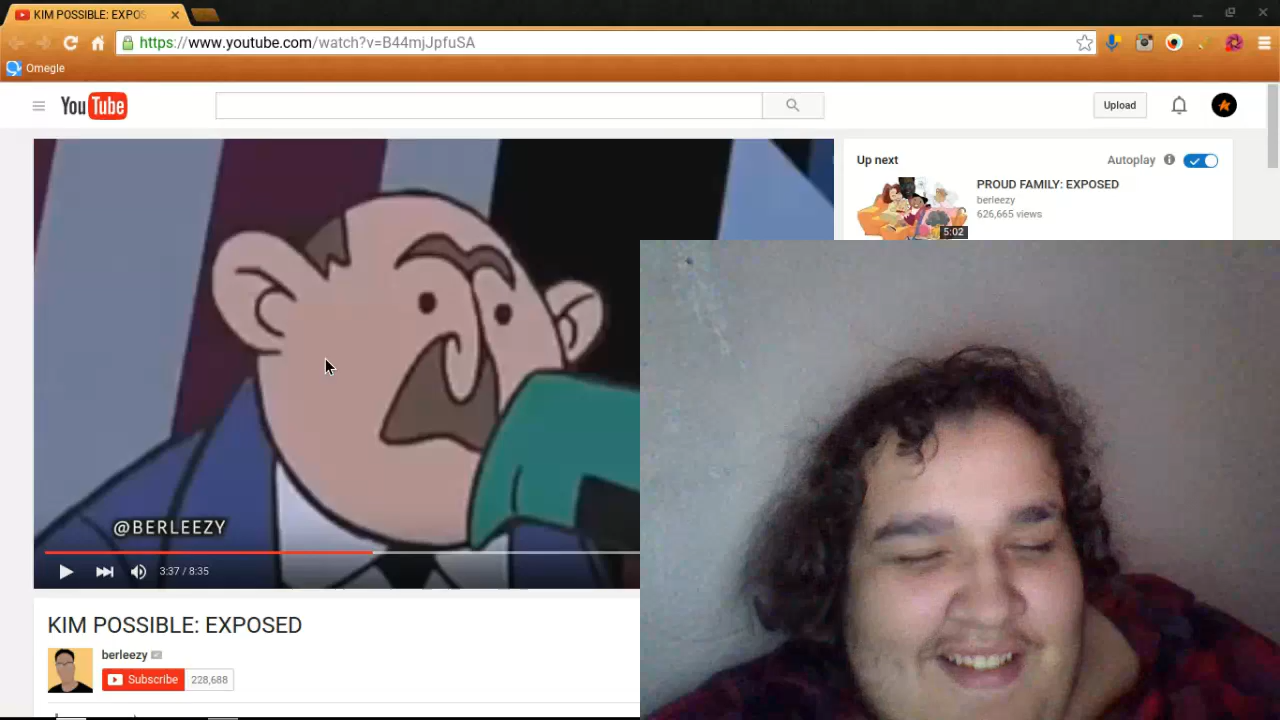 KIM POSSIBLE: EXPOS
https://www.youtube.com/watch?v=B44mjJpfuSA
Omegle
YouTube
Upload
Up next
Autoplay
PROUD FAMILY: EXPOSED
berleezy
626,665 views
5:02
@BERLEEZY
3:37 / 8:35
KIM POSSIBLE: EXPOSED
berleezy
Subscribe 228,688